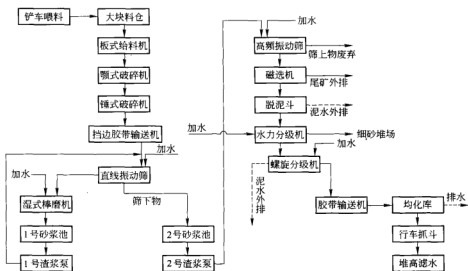 铲车喂料
大块料仓
板式给料机
颚式破碎机
锤式破碎机
挡边胶带输送机
加水
加水
直线振动筛
湿式棒磨机
筛下物
1号砂浆池
2号砂浆池
1号渣浆泵
2号渣浆泵
加水
高频振动筛
筛上物废弃
磁选机
尾矿外排
脱泥斗
泥水外排
加水
水力分级机
细砂堆场
加水
螺旋分级机
泥水外排
胶带输送机
均化库
排水
行车抓斗
堆高滤水